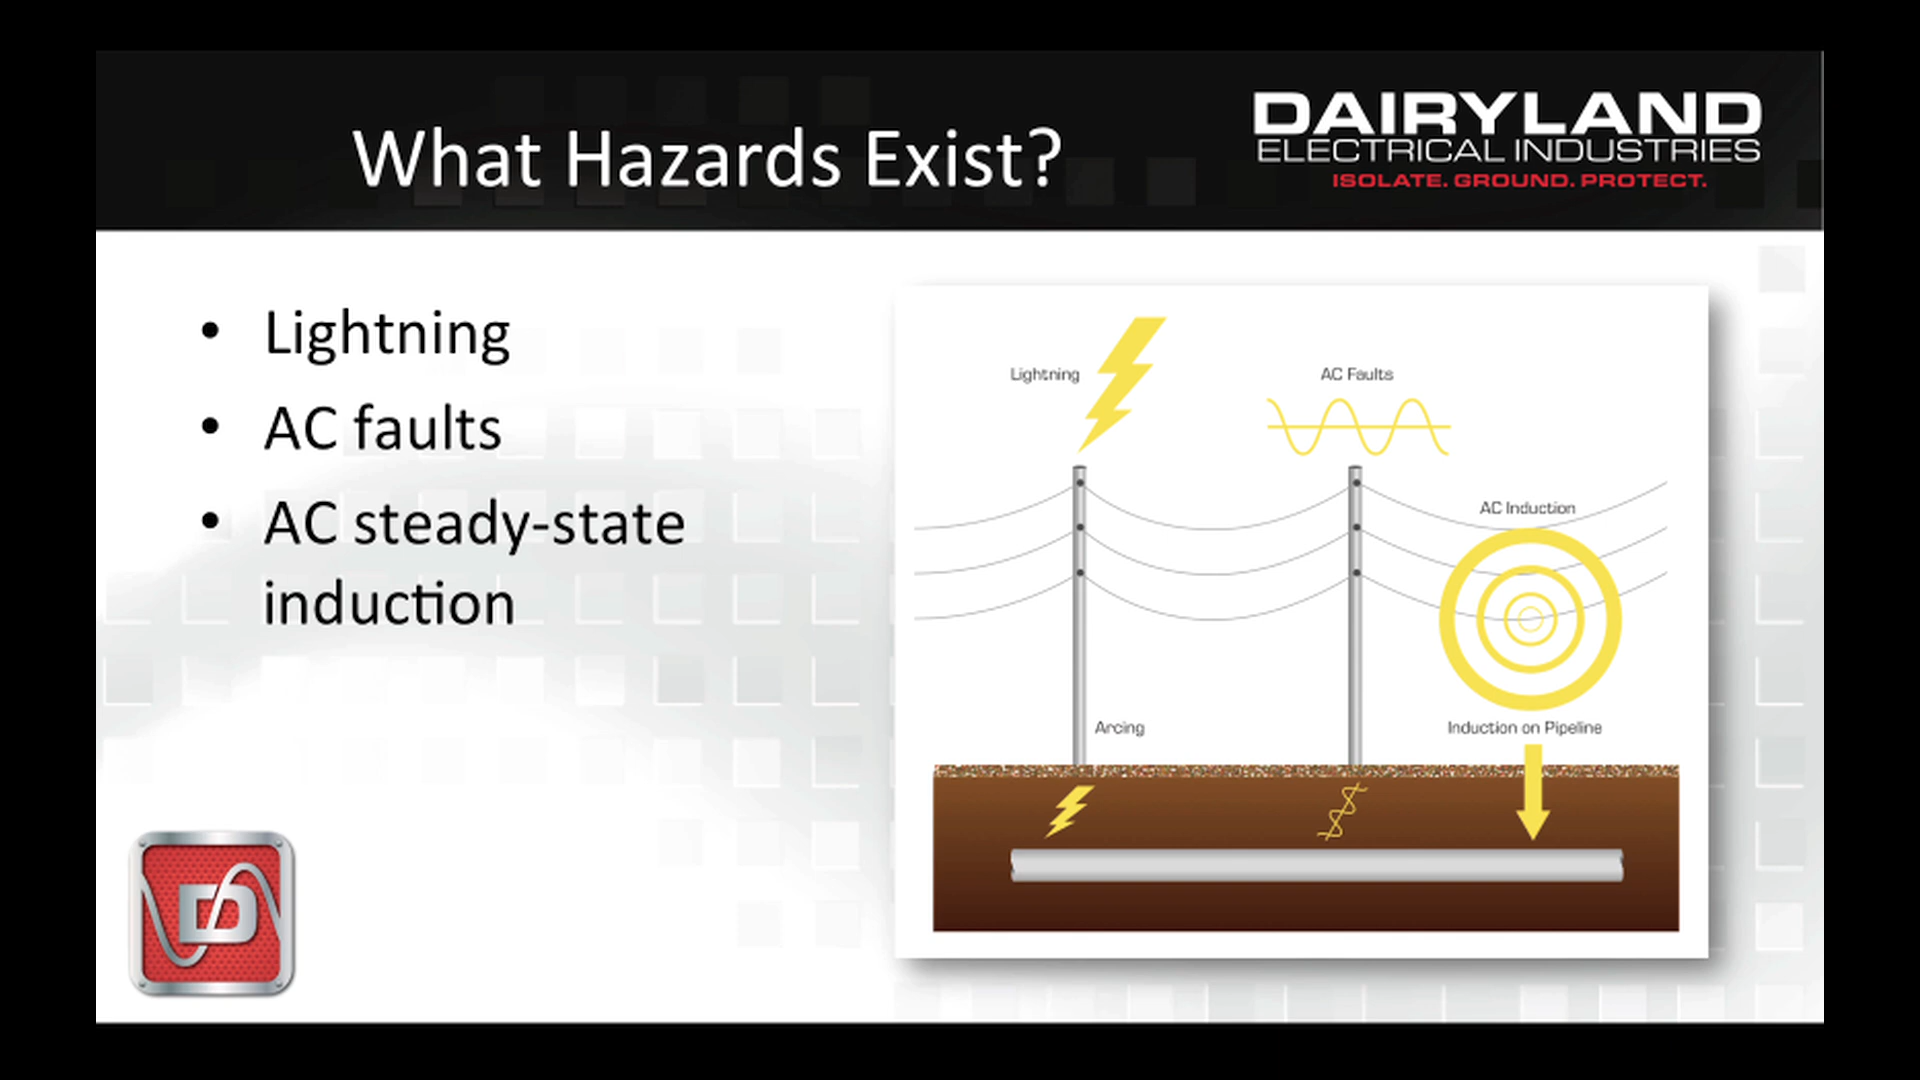 What Hazards Exist?
DAIRYLAND
ELECTRICAL INDUSTRIES
ISOLATE. GROUND. PROTECT.
• Lightning
• AC faults
• AC steady-state
induction
Lightning
AC Faults
AC Induction
Arcing
Induction on Pipeline
D